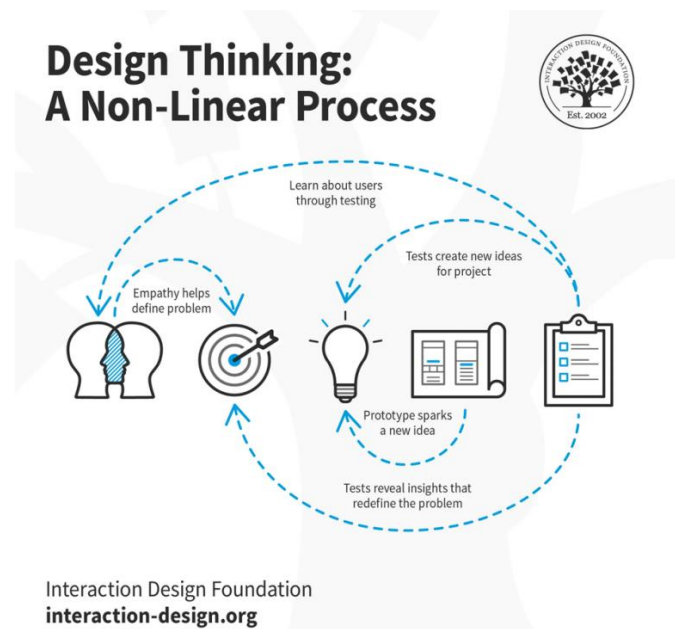 Design Thinking:
A Non-Linear Process
INTERACTION DESIGN FOUNDATION
Est. 2002
Learn about users
through testing
Tests create new ideas
for project
Empathy helps
define problem
Prototype sparks
a new idea
Tests reveal insights that
redefine the problem
Interaction Design Foundation
interaction-design.org